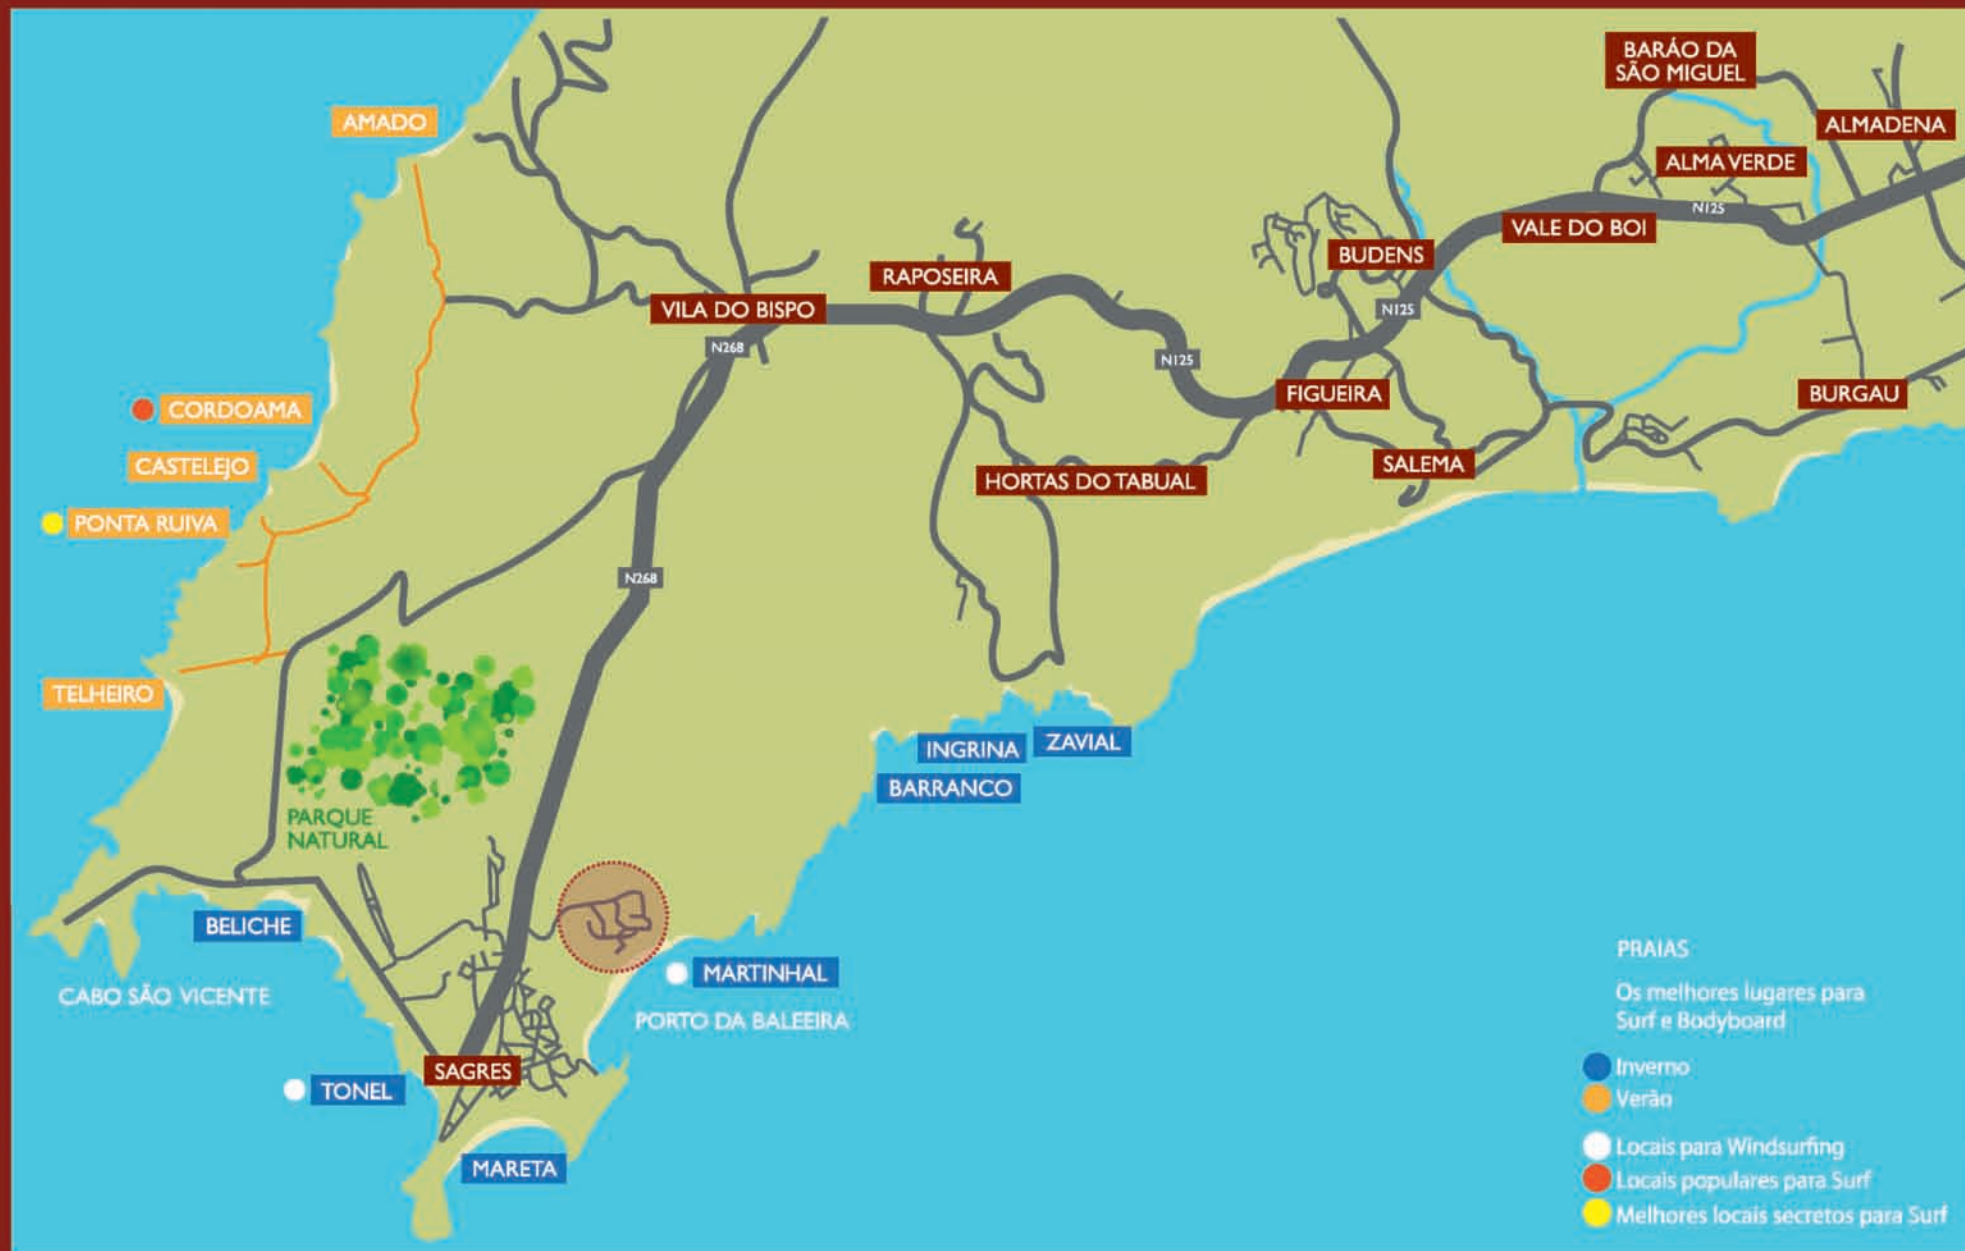 BARÁO DA
SÃO MIGUEL
AMADO
ALMADENA
ALMA VERDE
N125
VALE DO BOI
BUDENS
RAPOSEIRA
VILA DO BISPO
N125
N268
N125
FIGUEIRA
BURGAU
CORDOAMA
CASTELEJO
SALEMA
HORTAS DO TABUAL
PONTA RUIVA
N268
TELHEIRO
INGRINA
ZAVIAL
BARRANCO
PARQUE
NATURAL
BELICHE
MARTINHAL
CABO SÃO VICENTE
PORTO DA BALEEIRA
SAGRES
TONEL
MARETA
PRAIAS
Os melhores lugares para
Surf e Bodyboard
Inverno
Verão
Locais para Windsurfing
Locais populares para Surf
Melhores locais secretos para Surf